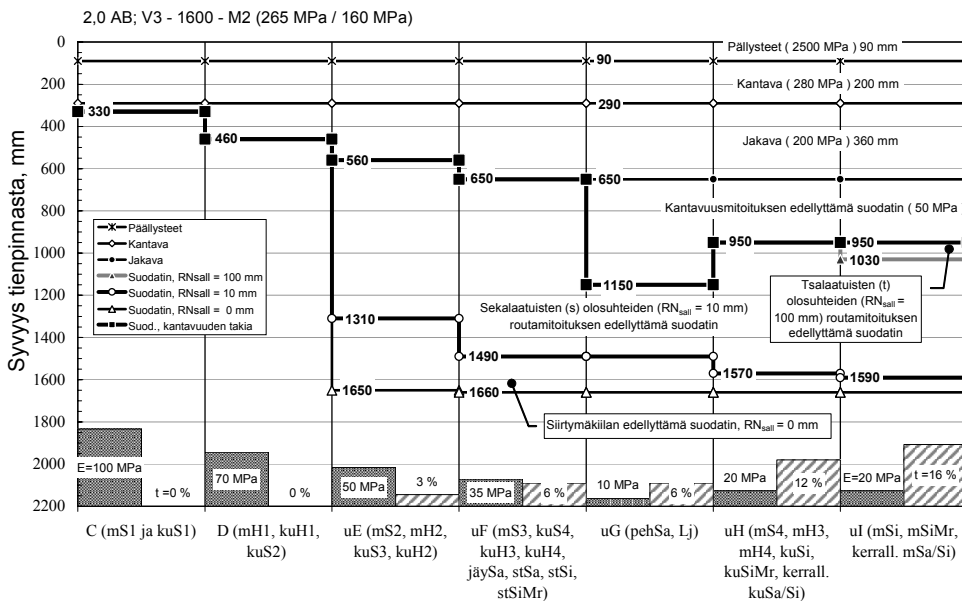 2,0 AB; V3 - 1600 - M2 (265 MPa / 160 MPa)
Syvyys tienpinnasta, mm
0
200
400
600
800
1000
1200
1400
1600
1800
2000
2200
Pällysteet ( 2500 MPa ) 90 mm
90
Kantava ( 280 MPa ) 200 mm
290
330
460
560
650
650
Jakava ( 200 MPa ) 360 mm
Kantavuusmitoituksen edellyttämä suodatin ( 50 MPa
950
950
1030
1150
Päällysteet
Kantava
Jakava
Suodatin, RNsall = 100 mm
Suodatin, RNsall = 10 mm
Suodatin, RNsall = 0 mm
Suod., kantavuuden takia
Sekalaatuisten (s) olosuhteiden (RNsall = 10 mm)
routamitoituksen edellyttämä suodatin
Tsalaatuisten (t)
olosuhteiden (RNsall =
100 mm) routamitoituksen
edellyttämä suodatin
1310
1490
1570
1590
1650
1660
Siirtymäkiilan edellyttämä suodatin, RNsall = 0 mm
E=100 MPa
t=0 %
70 MPa
0 %
50 MPa
3 %
35 MPa
6 %
10 MPa
6 %
20 MPa
12 %
E=20 MPa
t=16 %
C (mS1 ja kuS1)
D (mH1, kuH1,
kuS2)
uE (mS2, mH2,
kuS3, kuH2)
uF (mS3, kuS4,
kuH3, kuH4,
jäySa, stSa, stSi,
stSiMr)
uG (pehSa, Lj)
uH (mS4, mH3,
mH4, kuSi,
kuSiMr, kerrall.
kuSa/Si)
uI (mSi, mSiMr,
kerrall. mSa/Si)